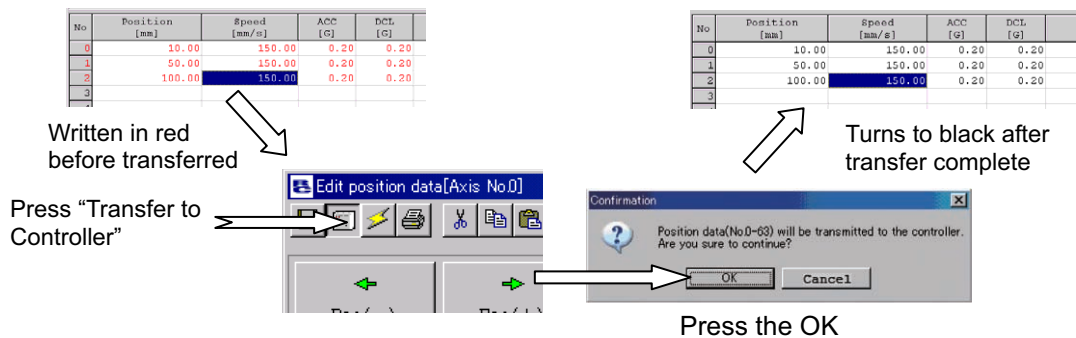 No Position [mm] Speed [mm/s] ACC [G] DCL [G]
0 10.00 150.00 0.20 0.20
1 50.00 150.00 0.20 0.20
2 100.00 150.00 0.20 0.20
3
Written in red
before transferred
Press “Transfer to
Controller”
Edit position data[Axis No.0]
No Position [mm] Speed [mm/s] ACC [G] DCL [G]
0 10.00 150.00 0.20 0.20
1 50.00 150.00 0.20 0.20
2 100.00 150.00 0.20 0.20
3
Turns to black after
transfer complete
Confirmation
Position data(No.0-63) will be transmitted to the controller.
Are you sure to continue?
OK Cancel
Press the OK